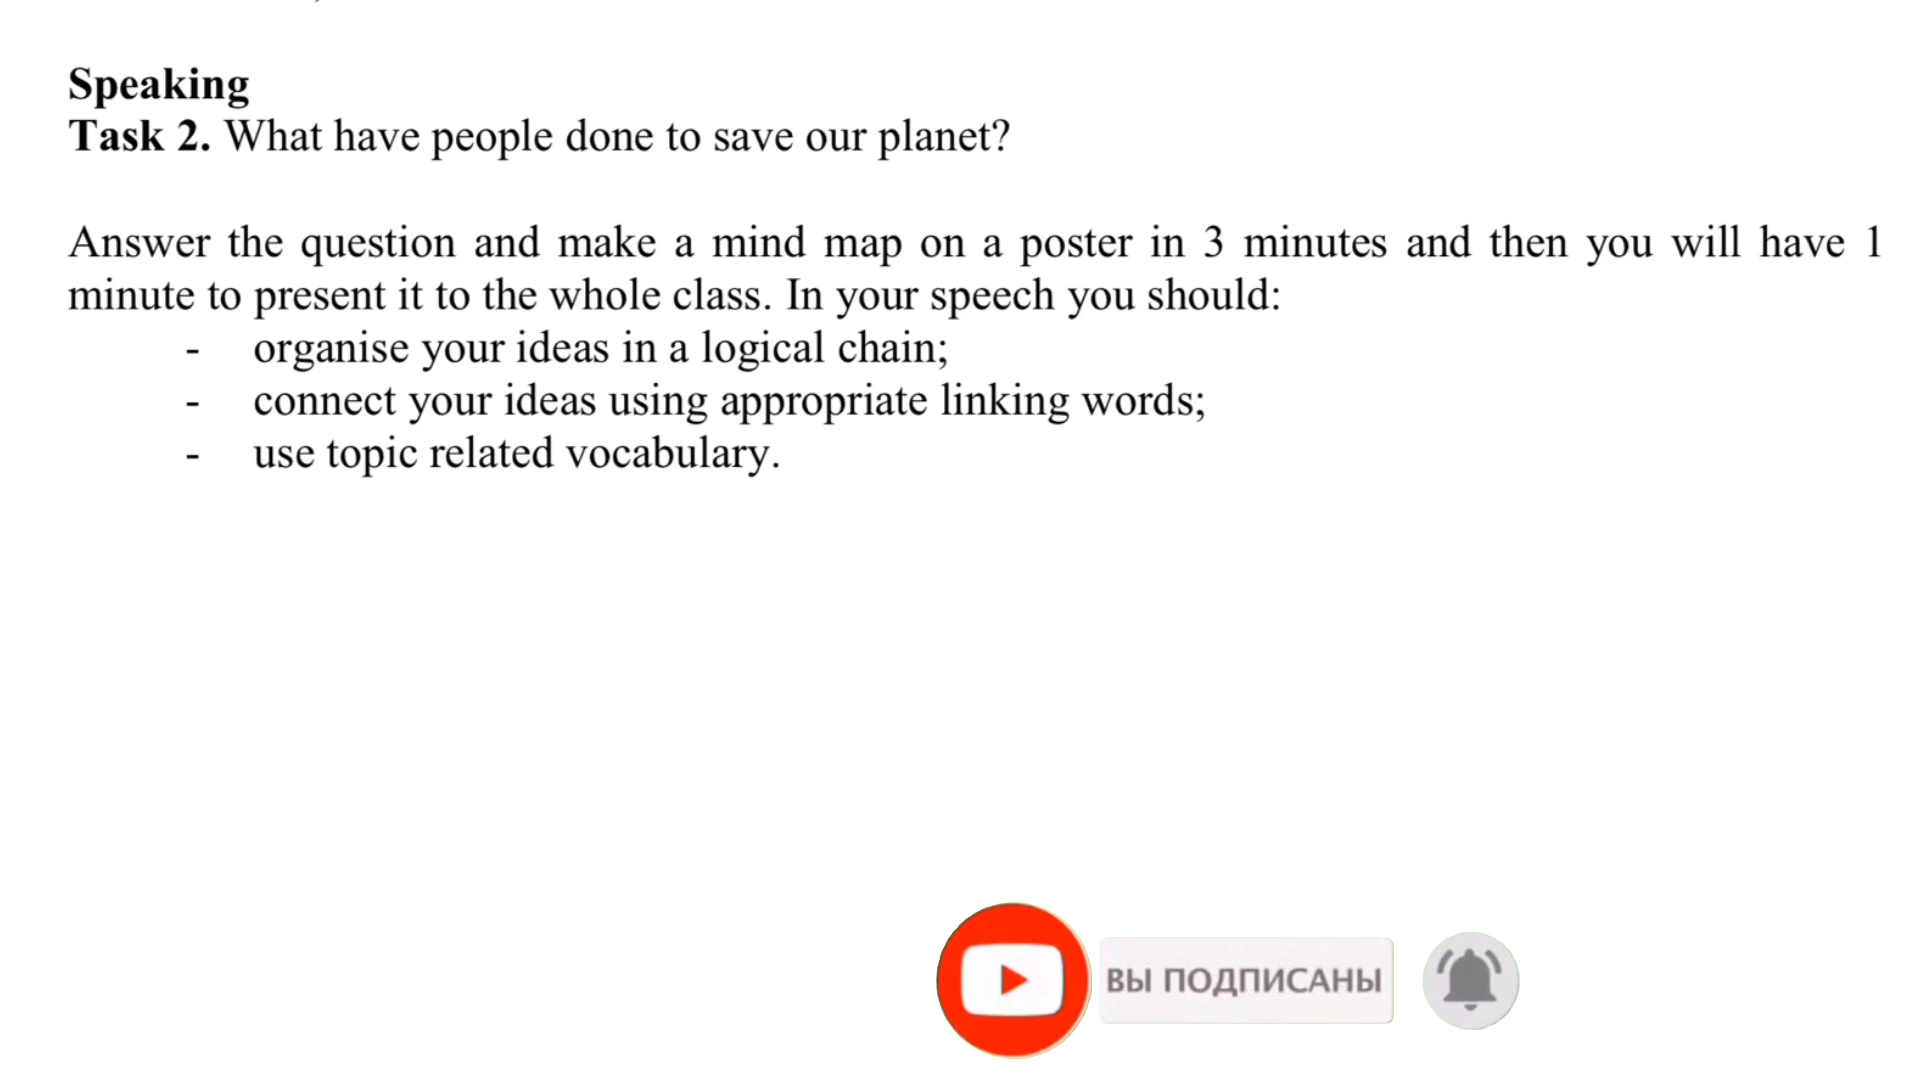 Speaking
Task 2. What have people done to save our planet?
Answer the question and make a mind map on a poster in 3 minutes and then you will have 1
minute to present it to the whole class. In your speech you should:
- organise your ideas in a logical chain;
- connect your ideas using appropriate linking words;
- use topic related vocabulary.
ВЫ ПОДПИСАНЫ